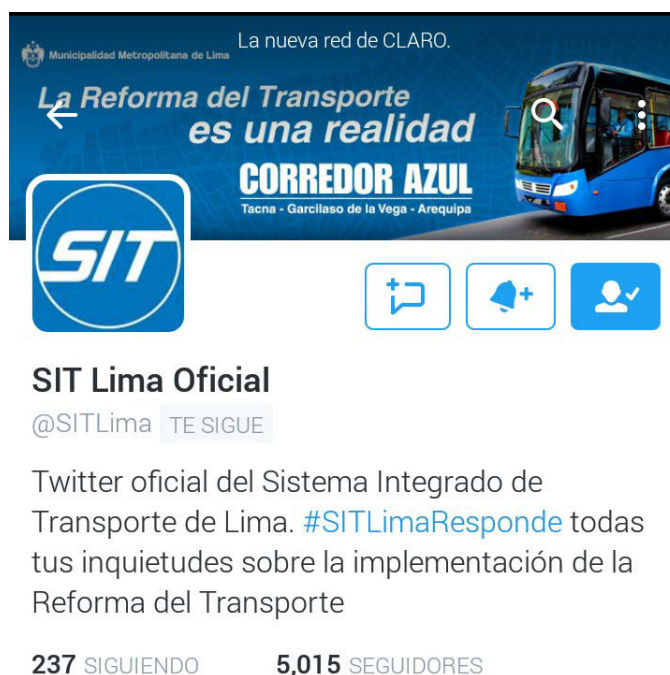 La nueva red de CLARO.
Municipalidad Metropolitana de Lima
La Reforma del Transporte
es una realidad
CORREDOR AZUL
Tacna - Garcilaso de la Vega - Arequipa
SIT
SIT Lima Oficial
@SITLima TE SIGUE
Twitter oficial del Sistema Integrado de
Transporte de Lima. #SITLimaResponde todas
tus inquietudes sobre la implementación de la
Reforma del Transporte
237 SIGUIENDO 5,015 SEGUIDORES